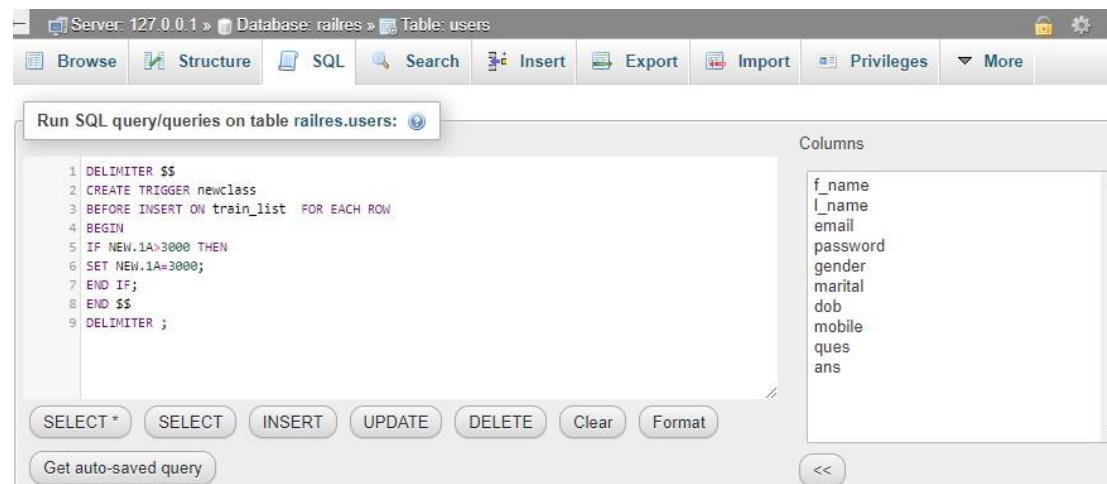 Server: 127.0.0.1 » Database: railres » Table: users
Browse Structure SQL Search Insert Export Import Privileges More
Run SQL query/queries on table railres.users:
Columns
1 DELIMITER $$
2 CREATE TRIGGER newclass
3 BEFORE INSERT ON train_list  FOR EACH ROW
4 BEGIN
5 IF NEW.1A>3000 THEN
6 SET NEW.1A=3000;
7 END IF;
8 END $$
9 DELIMITER ;
f_name
l_name
email
password
gender
marital
dob
mobile
ques
ans
SELECT * SELECT INSERT UPDATE DELETE Clear Format
Get auto-saved query
<<